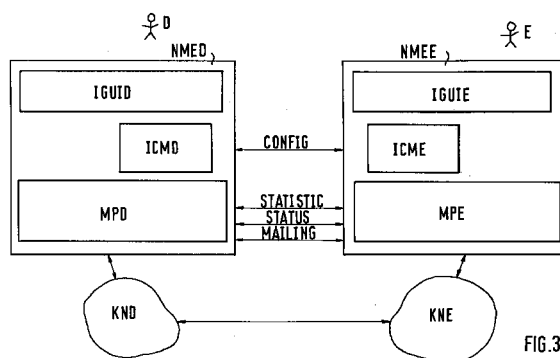 D
E
NMED
NMEE
IGUID
IGUIE
ICMD
CONFIG
ICME
MPD
STATISTIC
STATUS
MAILING
MPE
KND
KNE
FIG.3